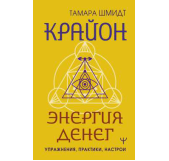 ТАМАРА ШМИДТ
КРАЙОН
ЭНЕРГИЯ
ДЕНЕГ
УПРАЖНЕНИЯ, ПРАКТИКИ, НАСТРОИ